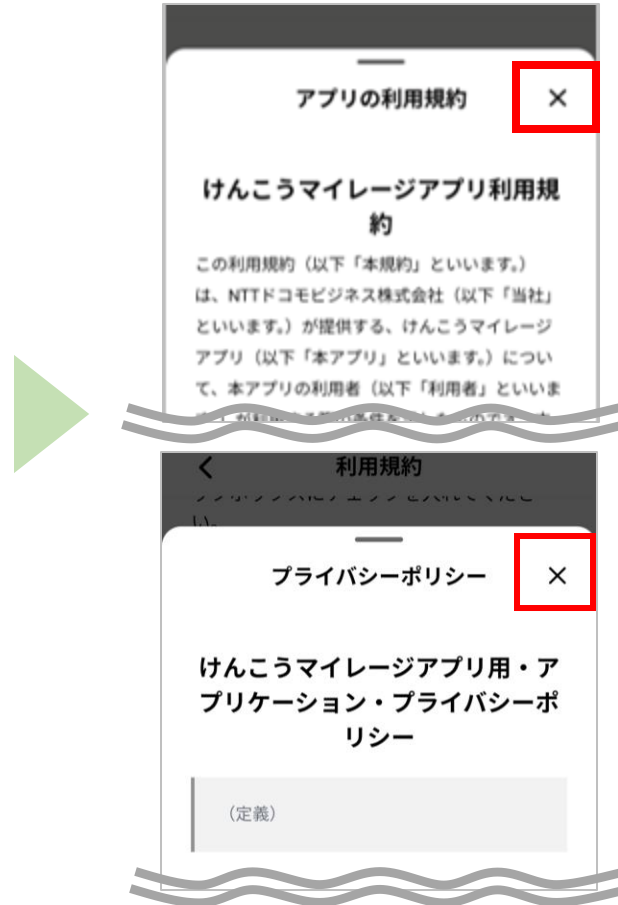 アプリの利用規約
×
けんこうマイレージアプリ利用規
約
この利用規約（以下「本規約」といいます。）
は、NTTドコモビジネス株式会社（以下「当社」
といいます。）が提供する、けんこうマイレージ
アプリ（以下「本アプリ」といいます。）につい
て、本アプリの利用者（以下「利用者」といいま
利用規約
い。
プライバシーポリシー
×
けんこうマイレージアプリ用・ア
プリケーション・プライバシーポ
リシー
（定義）